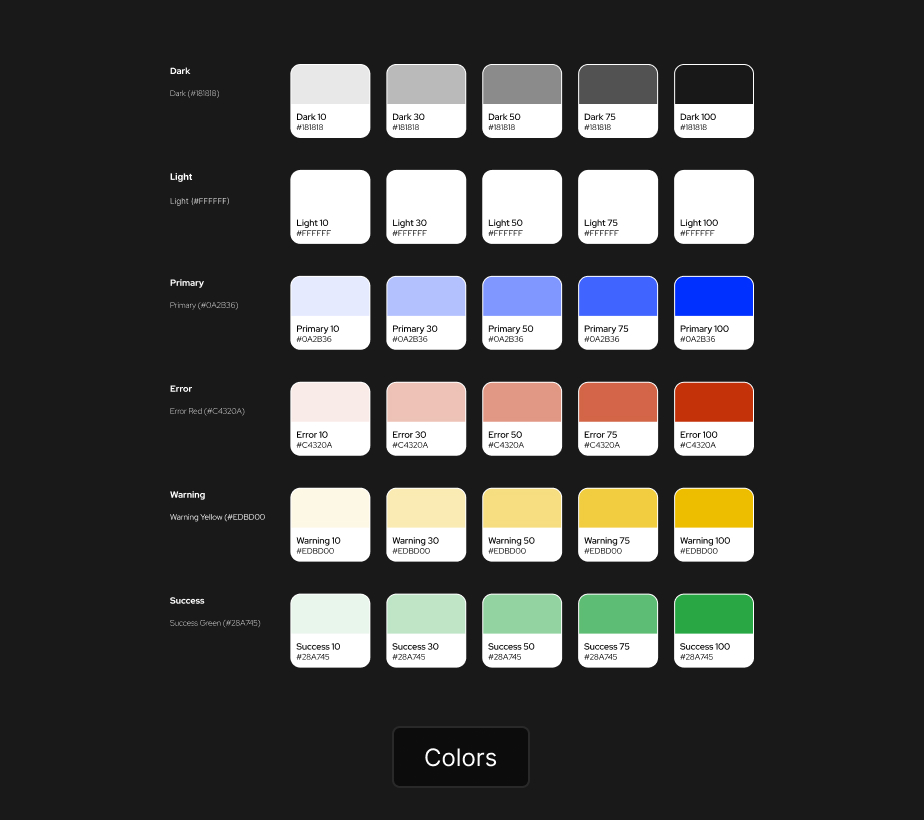 Dark
Dark (#181818)
Dark 10
#181818
Dark 30
#181818
Dark 50
#181818
Dark 75
#181818
Dark 100
#181818
Light
Light (#FFFFFF)
Light 10
#FFFFFF
Light 30
#FFFFFF
Light 50
#FFFFFF
Light 75
#FFFFFF
Light 100
#FFFFFF
Primary
Primary (#0A2B36)
Primary 10
#0A2B36
Primary 30
#0A2B36
Primary 50
#0A2B36
Primary 75
#0A2B36
Primary 100
#0A2B36
Error
Error Red (#C4320A)
Error 10
#C4320A
Error 30
#C4320A
Error 50
#C4320A
Error 75
#C4320A
Error 100
#C4320A
Warning
Warning Yellow (#EDBD00
Warning 10
#EDBD00
Warning 30
#EDBD00
Warning 50
#EDBD00
Warning 75
#EDBD00
Warning 100
#EDBD00
Success
Success Green (#28A745)
Success 10
#28A745
Success 30
#28A745
Success 50
#28A745
Success 75
#28A745
Success 100
#28A745
Colors